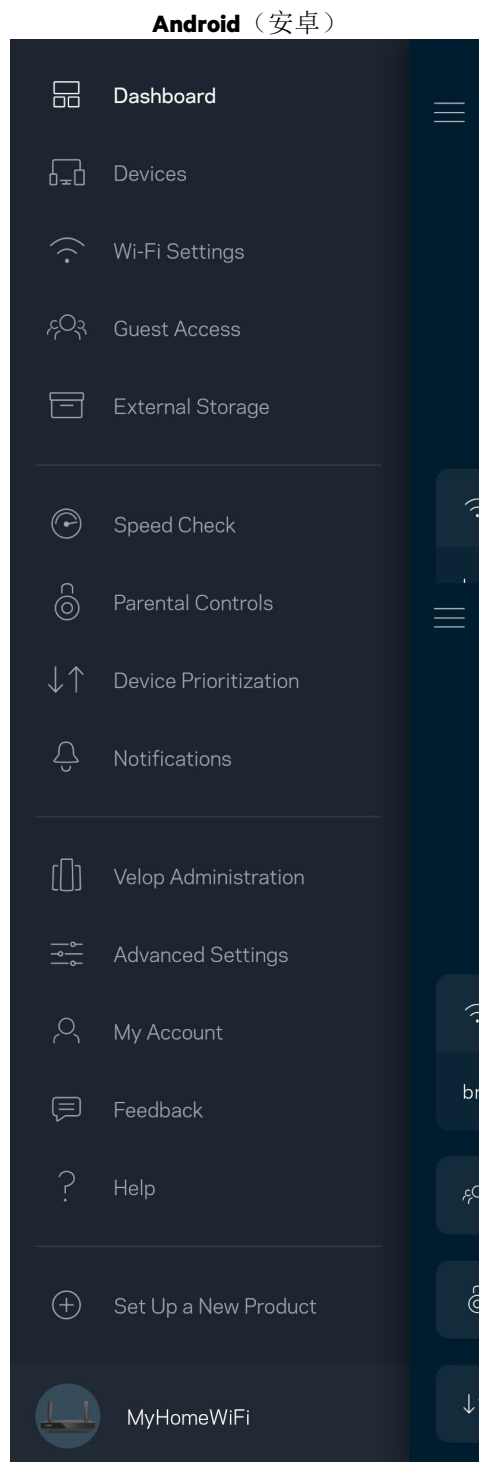 Android（安卓）
Dashboard
Devices
Wi-Fi Settings
Guest Access
External Storage
Speed Check
Parental Controls
Device Prioritization
Notifications
Velop Administration
Advanced Settings
My Account
Feedback
Help
Set Up a New Product
MyHomeWiFi